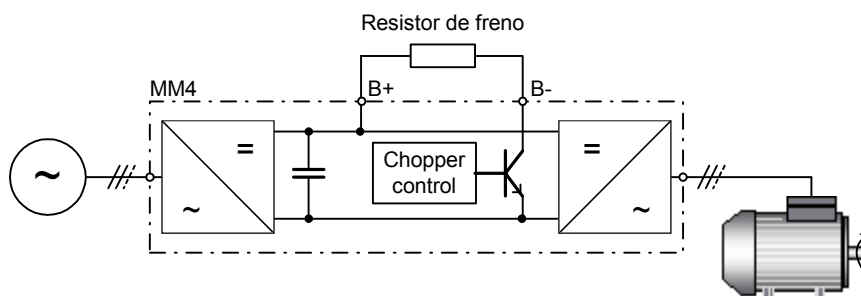 Resistor de freno
MM4
B+
B-
~
=
~
Chopper
control
=
~